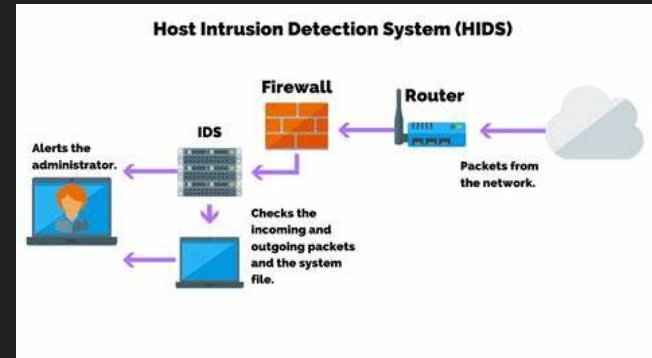 Host Intrusion Detection System (HIDS)
Firewall
Router
IDS
Alerts the
administrator.
Packets from
the network.
Checks the
incoming and
outgoing packets
and the system
file.